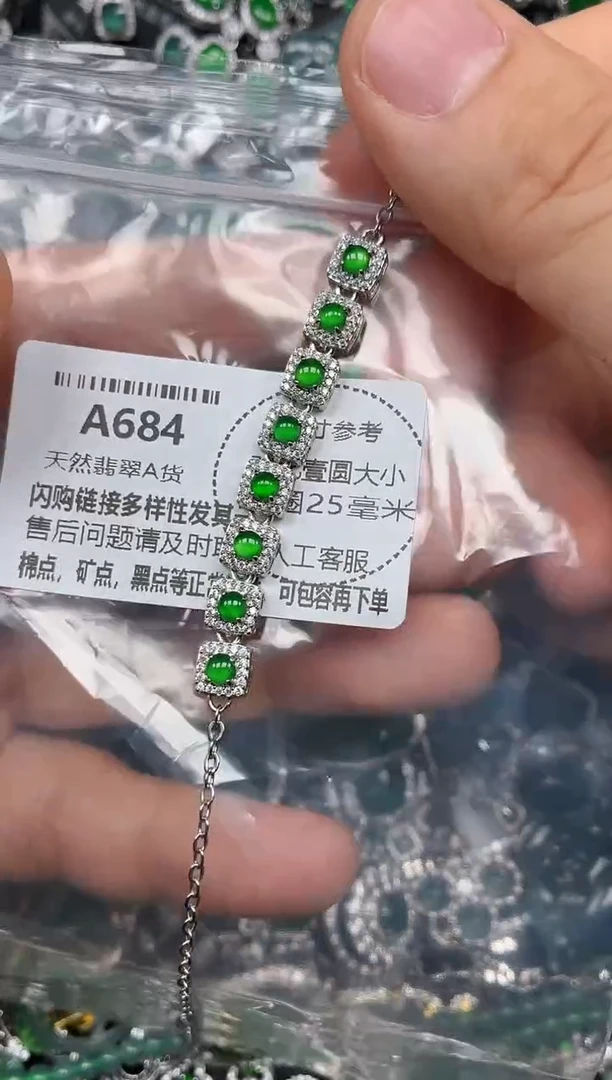 A684
寸参考
天然翡翠A货
壹圆大小
闪购链接多样性发其
圆25毫米
售后问题请及时
人工客服
棉点，矿点，黑点等正
可包容再下单